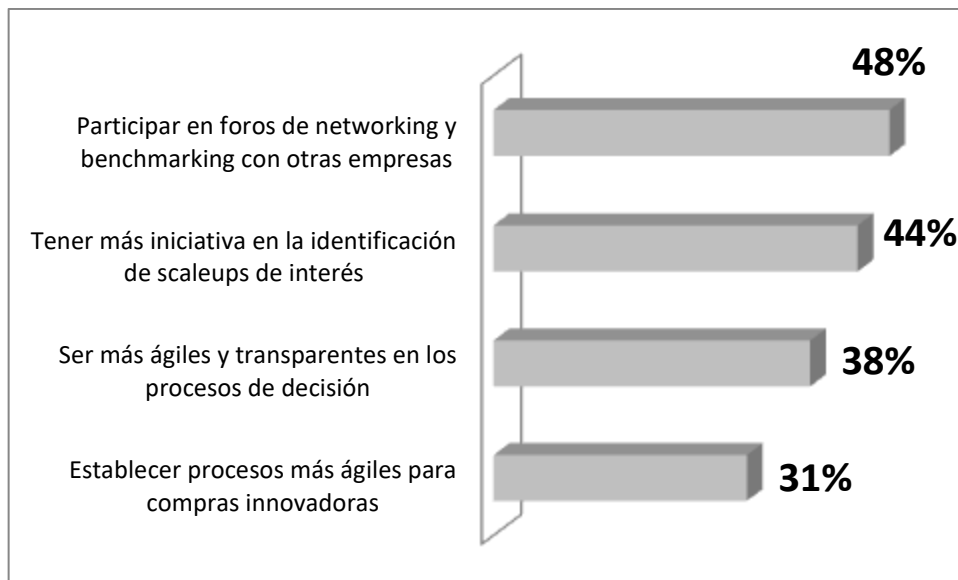 48%
Participar en foros de networking y
benchmarking con otras empresas
Tener más iniciativa en la identificación
de scaleups de interés
44%
Ser más ágiles y transparentes en los
procesos de decisión
38%
Establecer procesos más ágiles para
compras innovadoras
31%